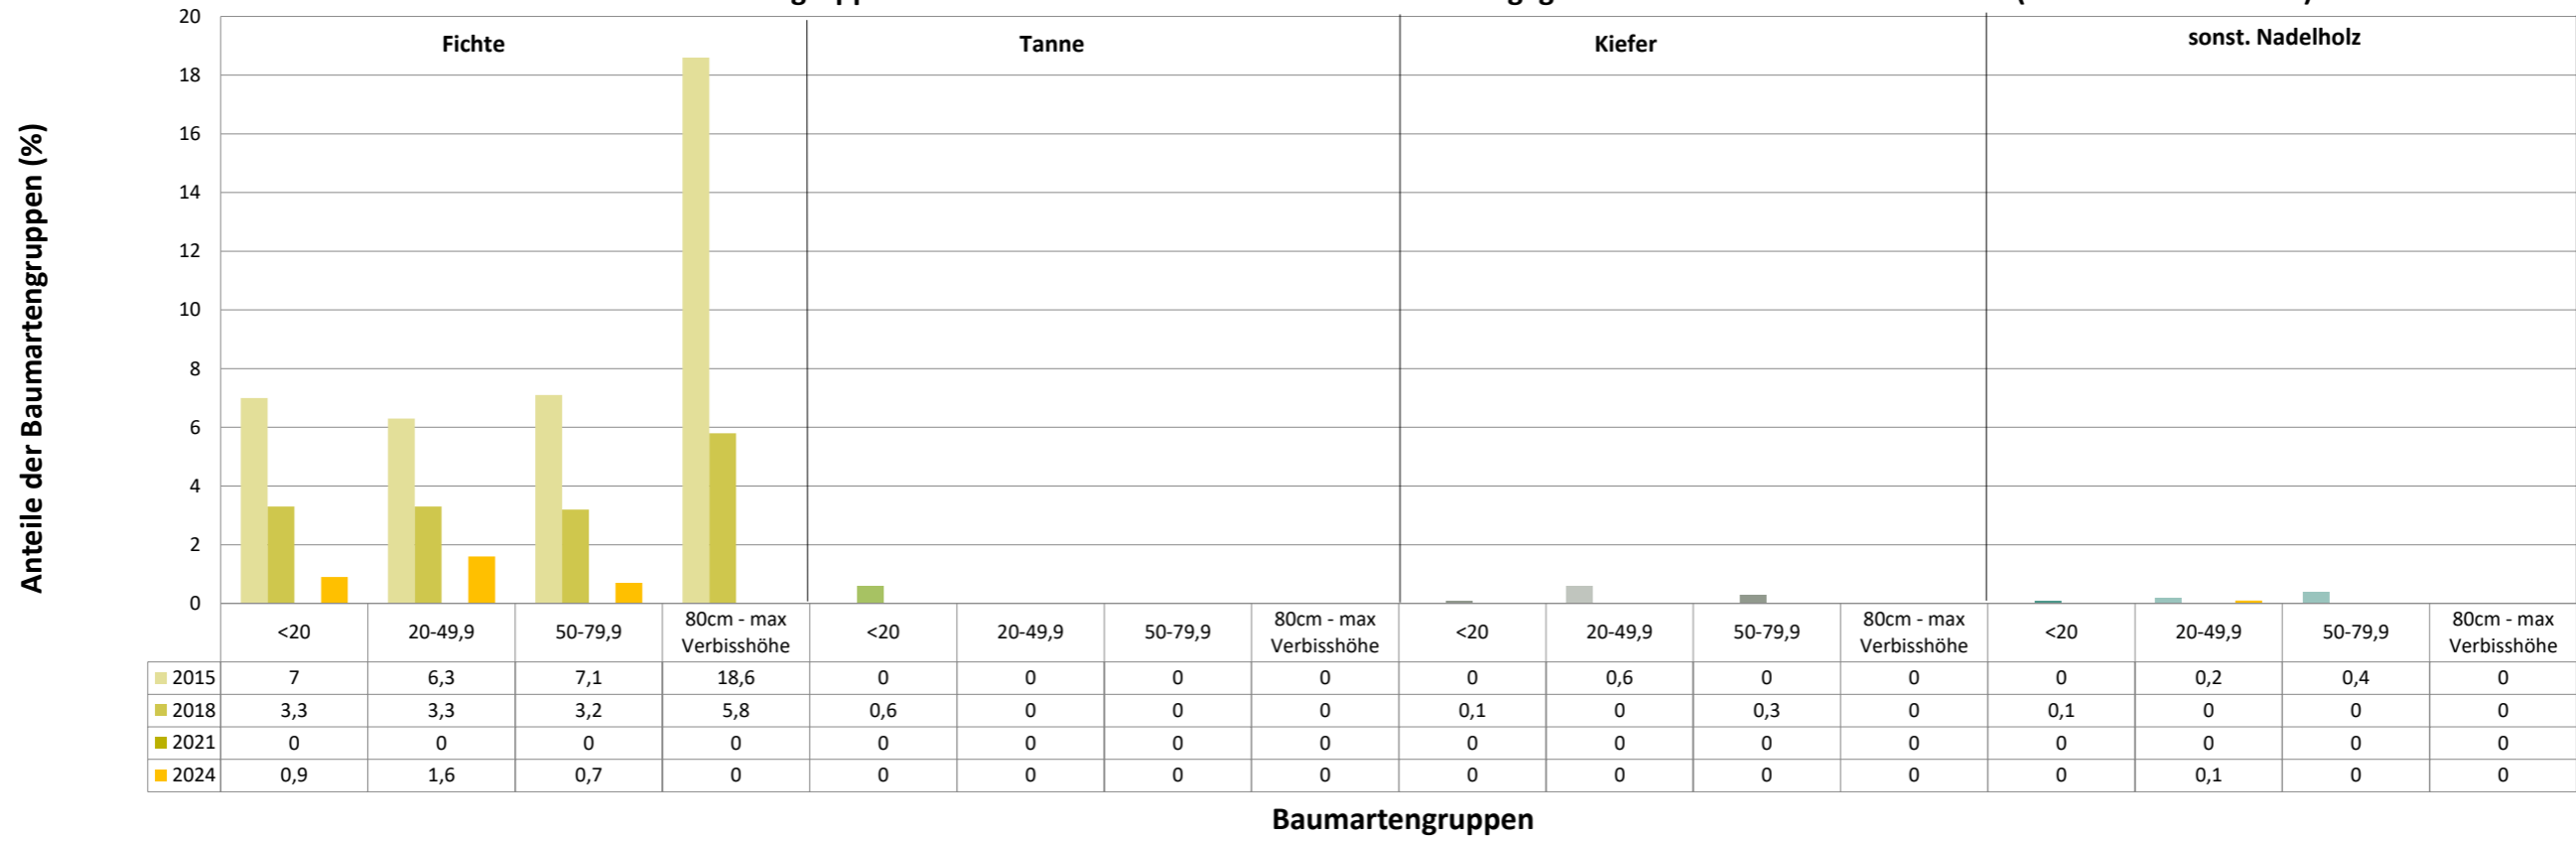 20
Fichte Tanne Kiefer sonst. Nadelholz
18
16
14
12
10
8
6
4
2
0
Anteile der Baumartengruppen (%)
<20 20-49,9 50-79,9 80cm - max Verbisshöhe <20 20-49,9 50-79,9 80cm - max Verbisshöhe <20 20-49,9 50-79,9 80cm - max Verbisshöhe <20 20-49,9 50-79,9 80cm - max Verbisshöhe
2015 7 6,3 7,1 18,6 0 0 0 0 0 0,6 0 0 0 0,2 0,4 0
2018 3,3 3,3 3,2 5,8 0,6 0 0 0 0,1 0 0,3 0 0,1 0 0 0
2021 0 0 0 0 0 0 0 0 0 0 0 0 0 0 0 0
2024 0,9 1,6 0,7 0 0 0 0 0 0 0 0 0 0 0,1 0 0
Baumartengruppen